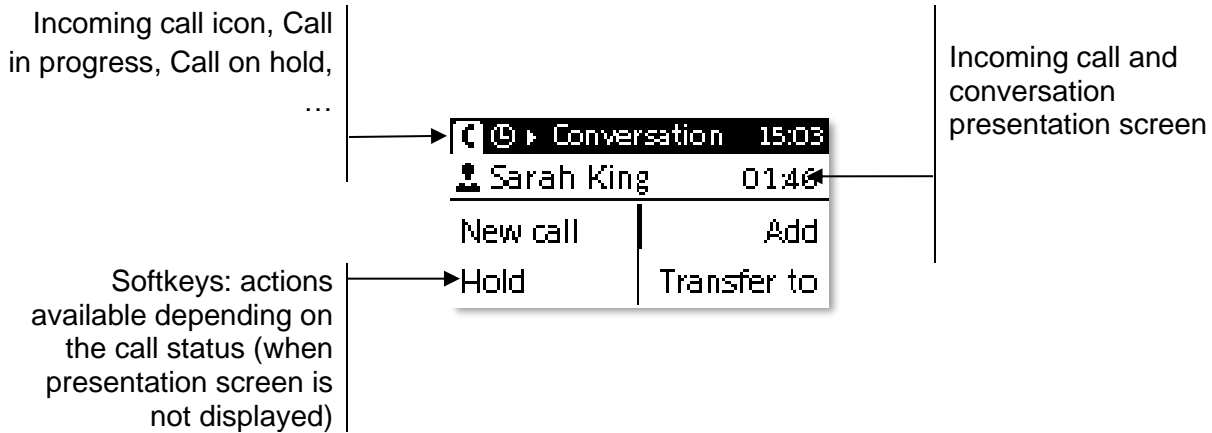 Incoming call icon, Call
in progress, Call on hold,
…
Incoming call and
conversation
presentation screen
Conversation 15:03
Sarah King 01:46
New call Add
Hold Transfer to
Softkeys: actions
available depending on
the call status (when
presentation screen is
not displayed)